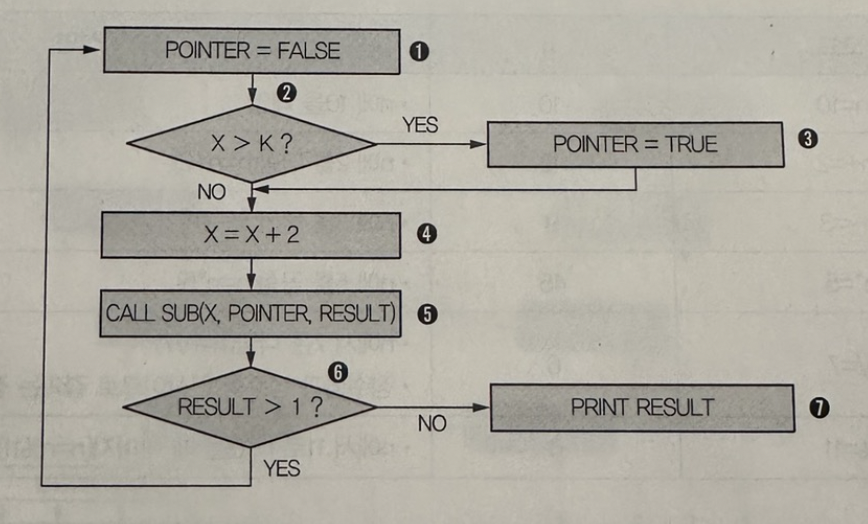 POINTER = FALSE ❶
❷
X > K ?
YES
POINTER = TRUE ❸
NO
X = X + 2 ❹
CALL SUB(X, POINTER, RESULT) ❺
❻
RESULT > 1 ?
NO
PRINT RESULT ❼
YES